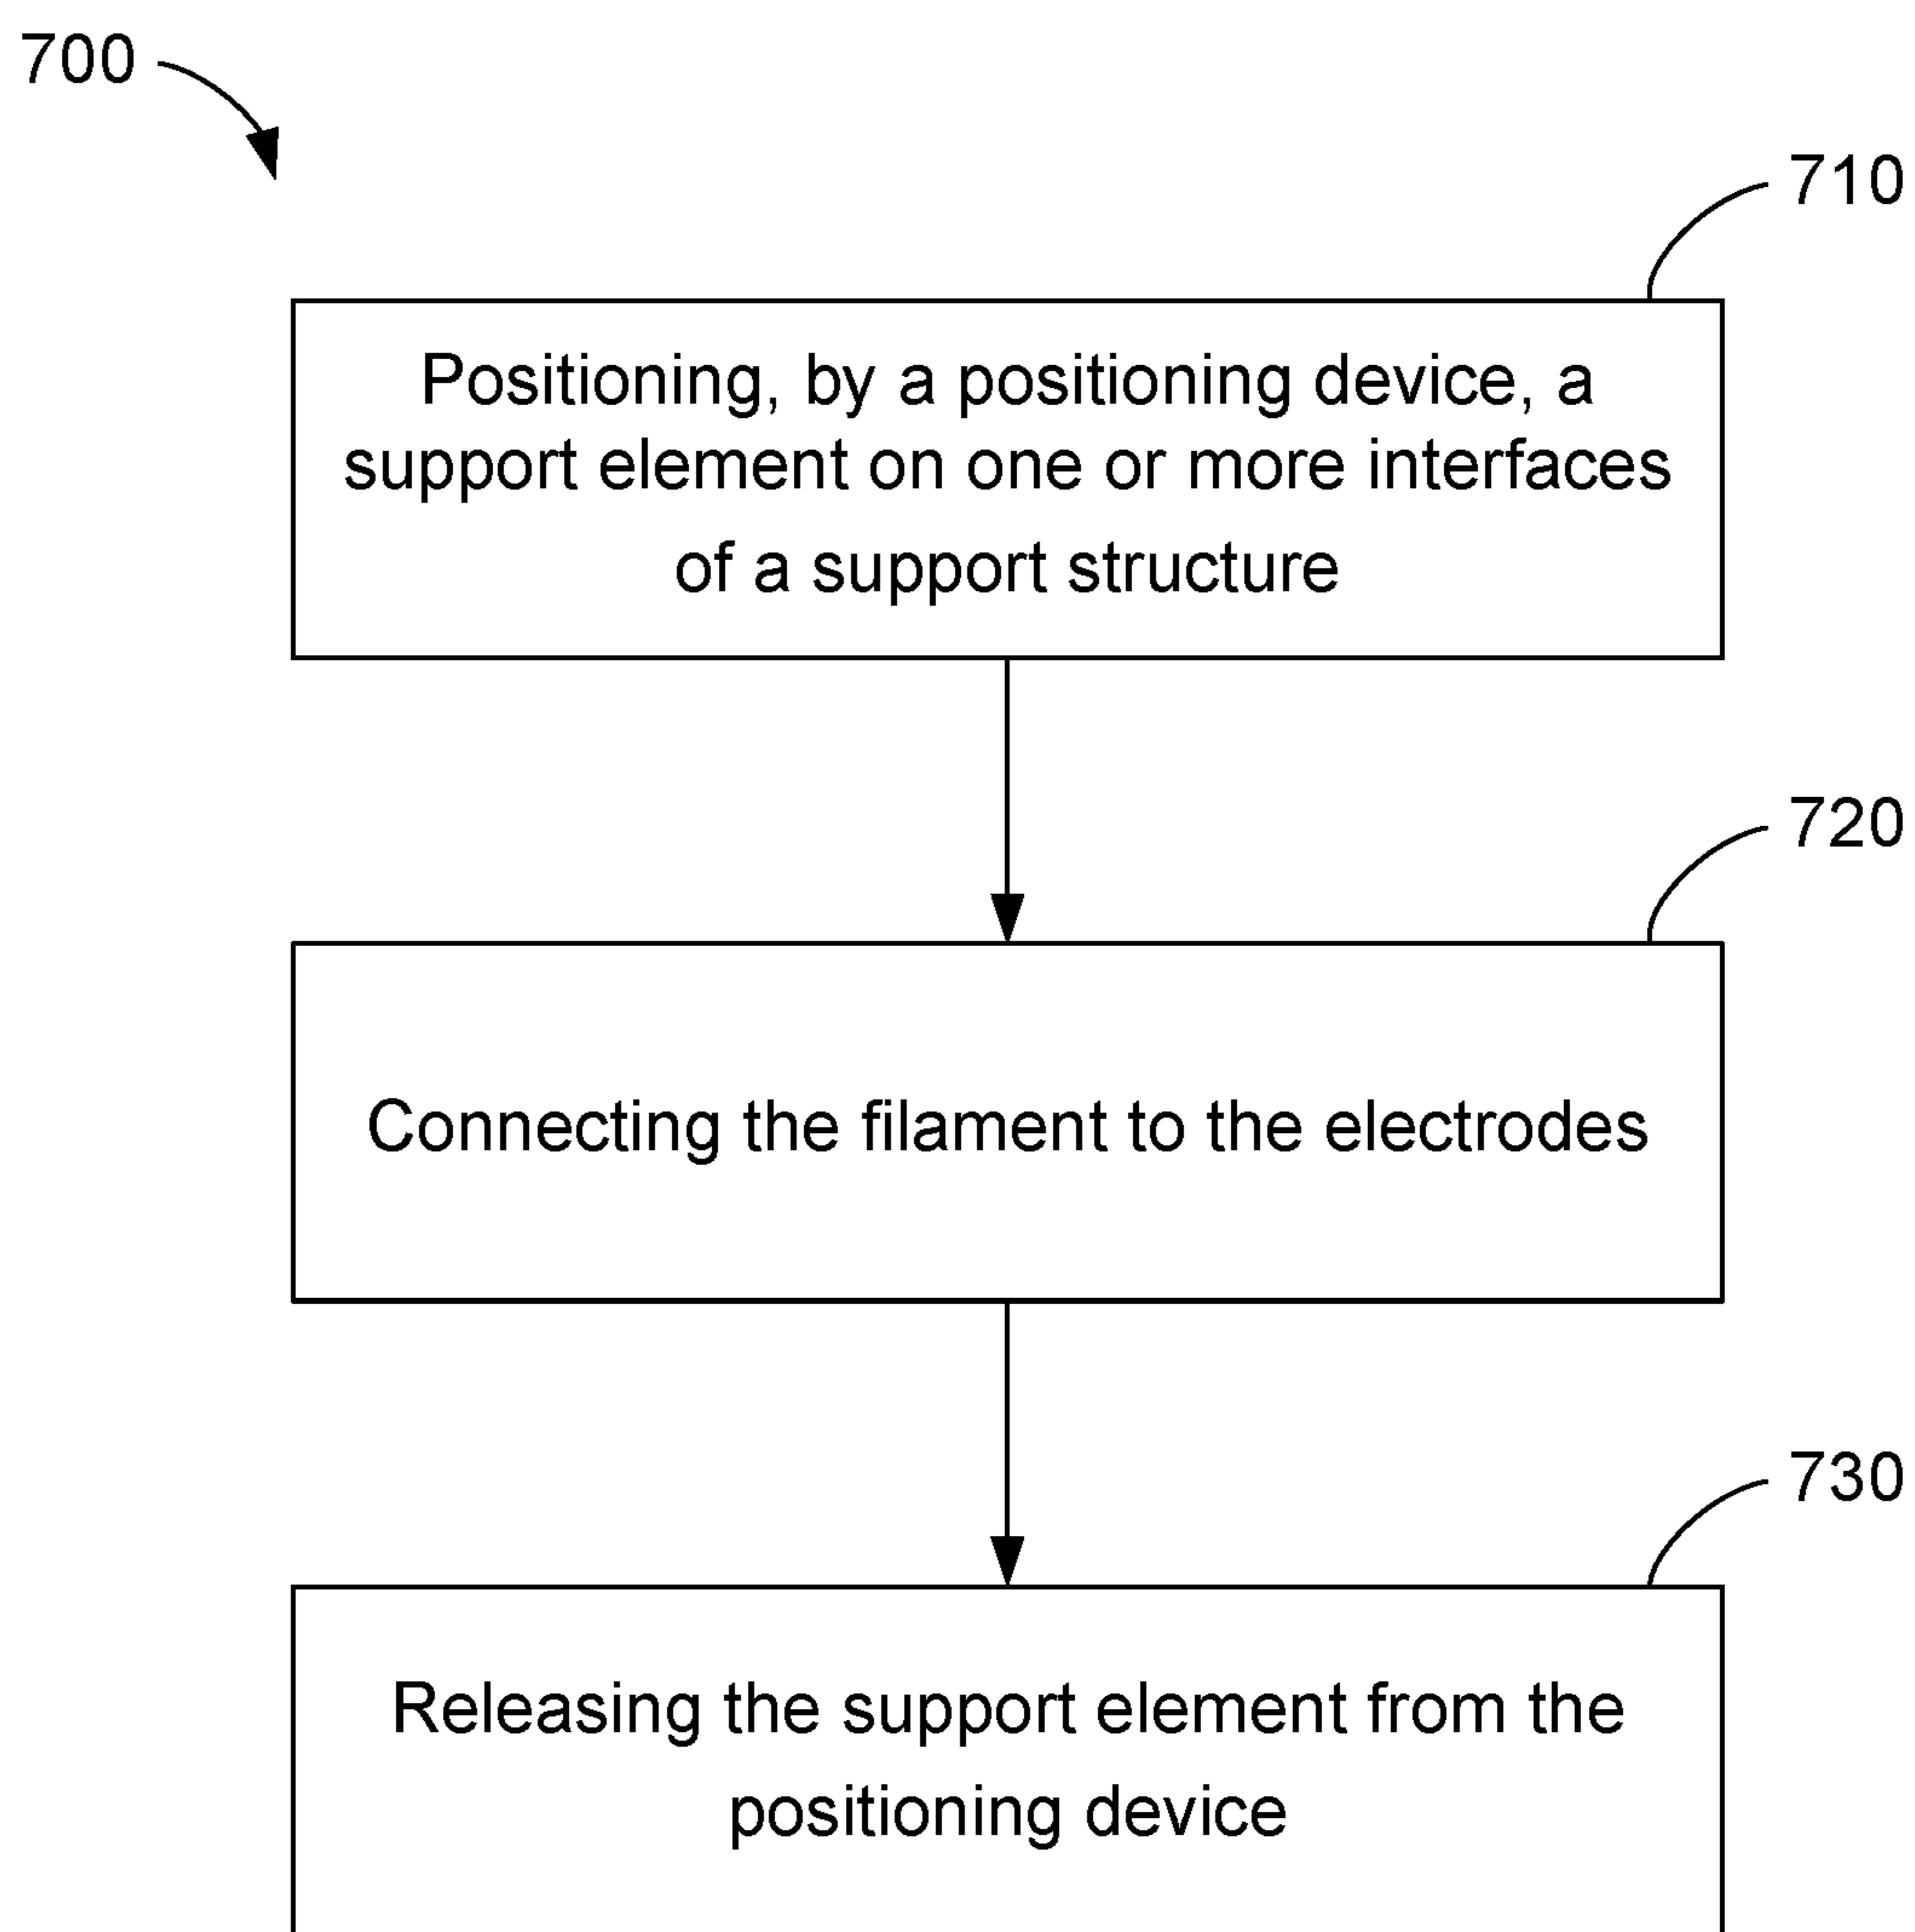 700
710
Positioning, by a positioning device, a
support element on one or more interfaces
of a support structure
720
Connecting the filament to the electrodes
730
Releasing the support element from the
positioning device